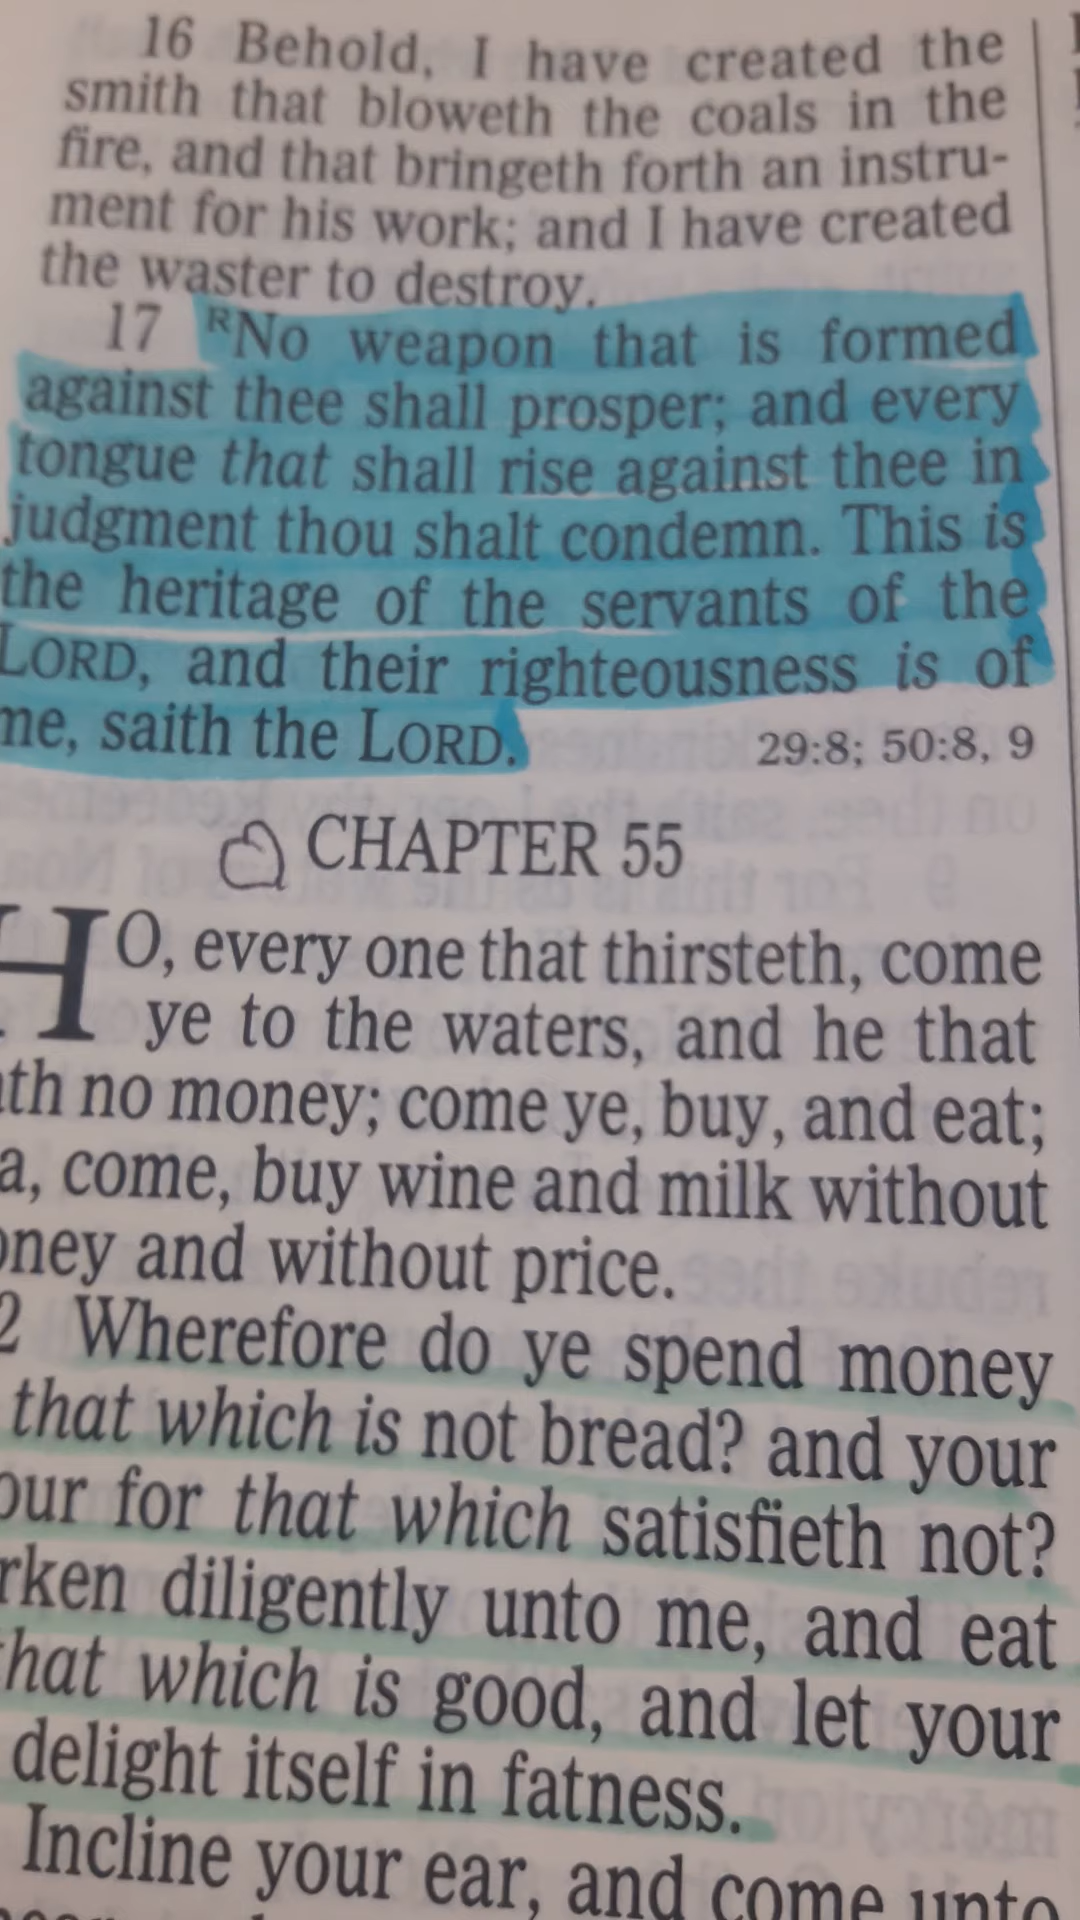 16 Behold, I have created the
smith that bloweth the coals in the
fire, and that bringeth forth an instru-
ment for his work; and I have created
the waster to destroy.
17 RNo weapon that is formed
against thee shall prosper; and every
tongue that shall rise against thee in
judgment thou shalt condemn. This is
the heritage of the servants of the
LORD, and their righteousness is of
me, saith the LORD. 29:8; 50:8, 9
CHAPTER 55
HO, every one that thirsteth, come
ye to the waters, and he that
th no money; come ye, buy, and eat;
a, come, buy wine and milk without
oney and without price.
2 Wherefore do ye spend money
that which is not bread? and your
our for that which satisfieth not?
rken diligently unto me, and eat
that which is good, and let your
delight itself in fatness.
Incline your ear, and come unto